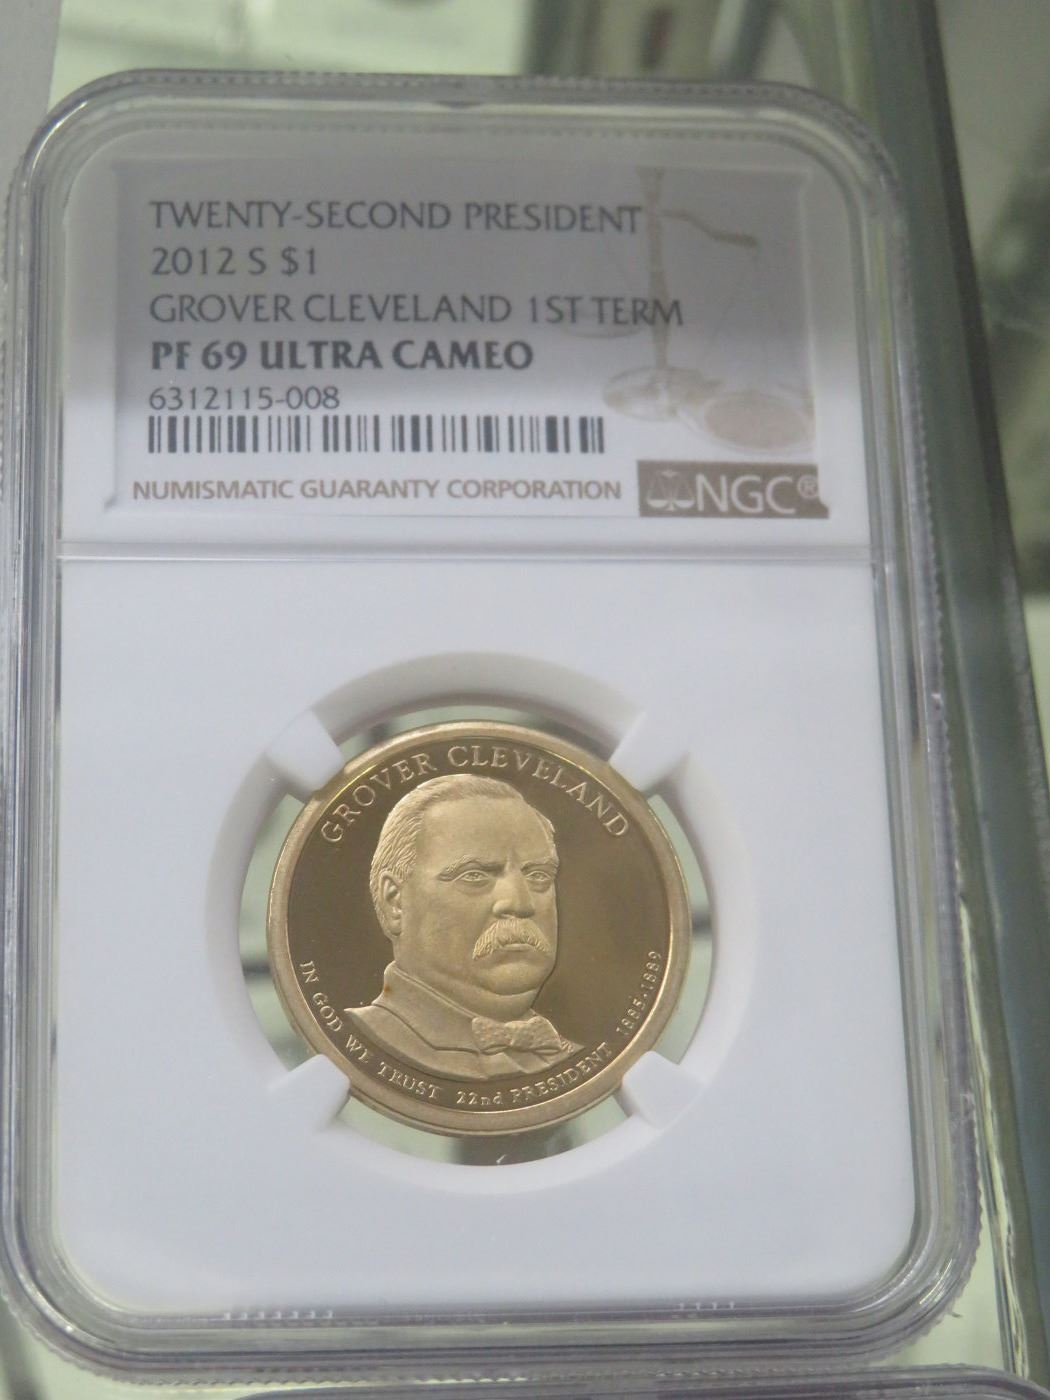 TWENTY-SECOND PRESIDENT
2012 S $1
GROVER CLEVELAND 1ST TERM
PF 69 ULTRA CAMEO
6312115-008
NUMISMATIC GUARANTY CORPORATION
NGC®
GROVER CLEVELAND
IN GOD WE TRUST 22nd PRESIDENT 1885-1889